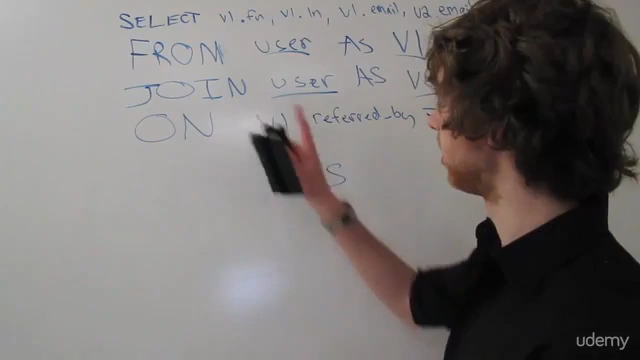 SELECT v1.fn, v1.ln, v1.email, v2.email
FROM user AS V1
JOIN user AS V
ON referred_by
S
udemy